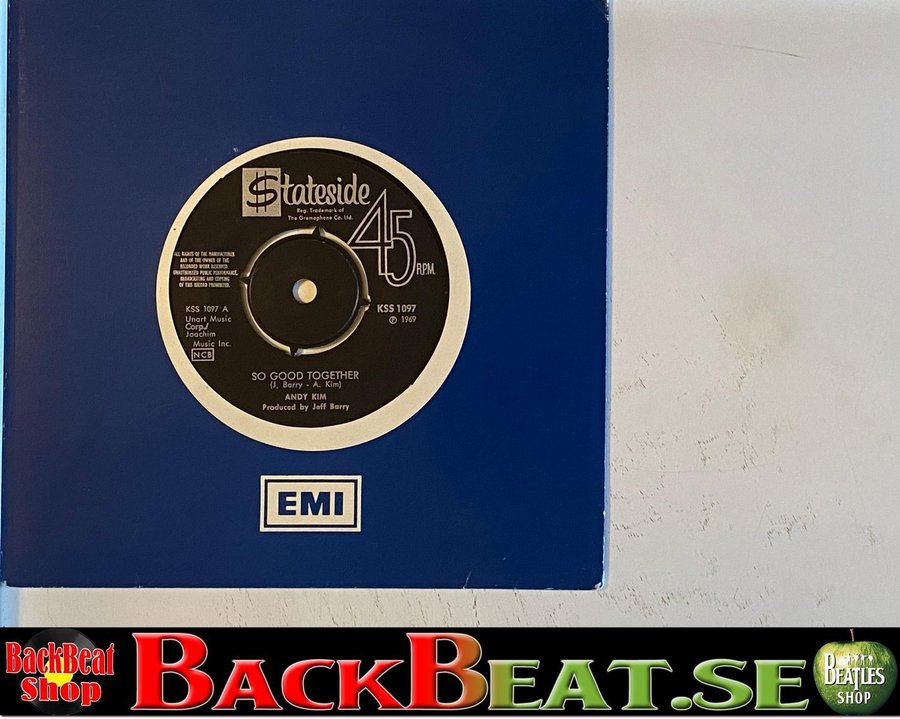 $tateside
Reg. Trademark of
The Gramophone Co. Ltd.
45
R.P.M.
ALL RIGHTS OF THE MANUFACTURER
AND OF THE OWNER OF THE
RECORDED WORK RESERVED.
UNAUTHORISED PUBLIC PERFORMANCE,
BROADCASTING AND COPYING
OF THIS RECORD PROHIBITED.
KSS 1097 A
Unart Music
Corp./
Joachim
Music Inc.
NCB
KSS 1097
℗ 1969
SO GOOD TOGETHER
(J. Barry - A. Kim)
ANDY KIM
Produced by Jeff Barry
EMI
BackBeat
Shop
BACKBEAT.SE
BEATLES
SHOP